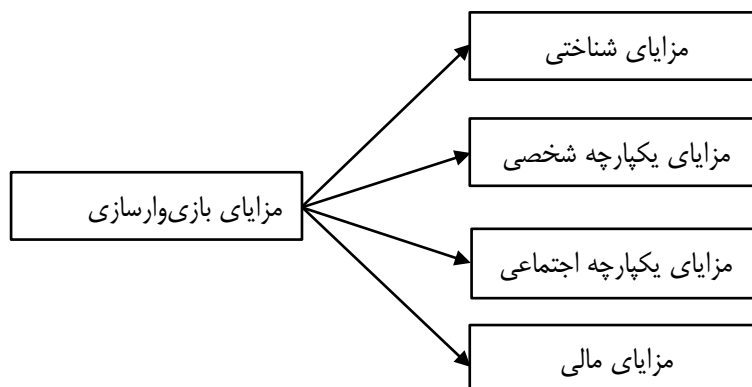 مزایای شناختی
مزایای یکپارچه شخصی
مزایای بازی‌وارسازی
مزایای یکپارچه اجتماعی
مزایای مالی